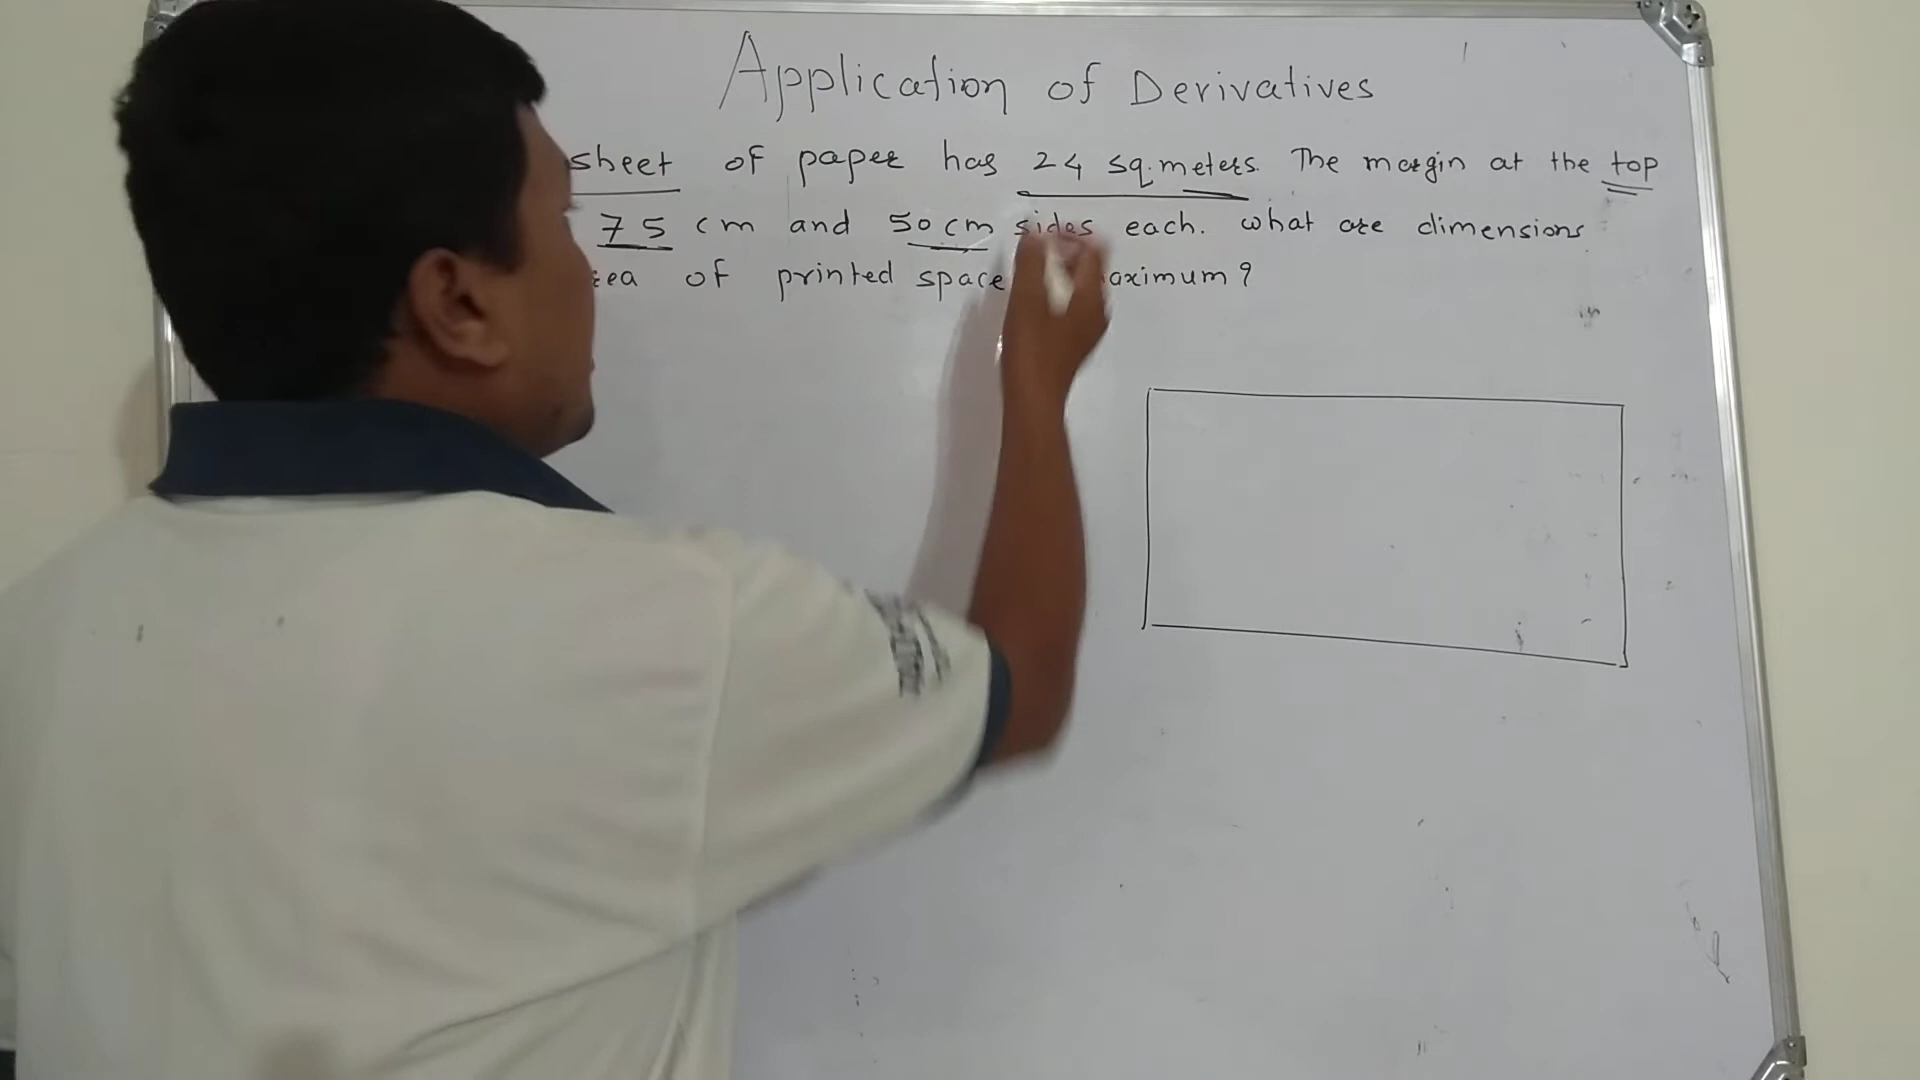 Application of Derivatives
sheet of paper has 24 sq.meters. The margin at the top
75 cm and 50 cm sides each. what are dimensions
of printed space